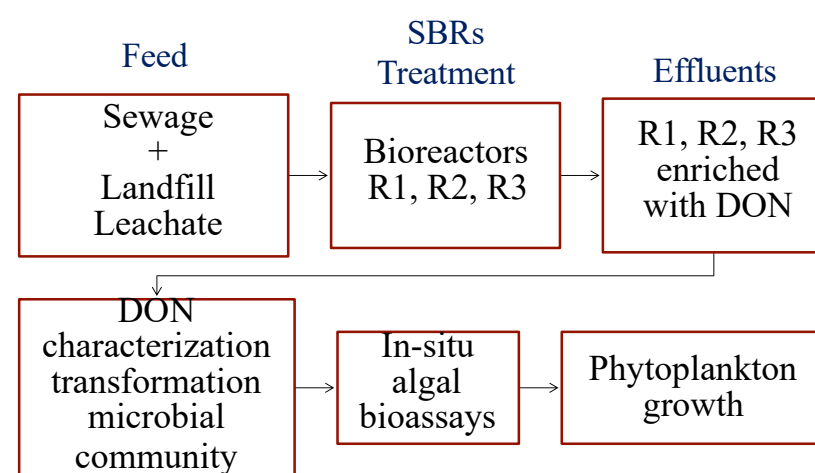 Feed
SBRs
Treatment
Effluents
Sewage
+
Landfill
Leachate
Bioreactors
R1, R2, R3
R1, R2, R3
enriched
with DON
DON
characterization
transformation
microbial
community
In-situ
algal
bioassays
Phytoplankton
growth